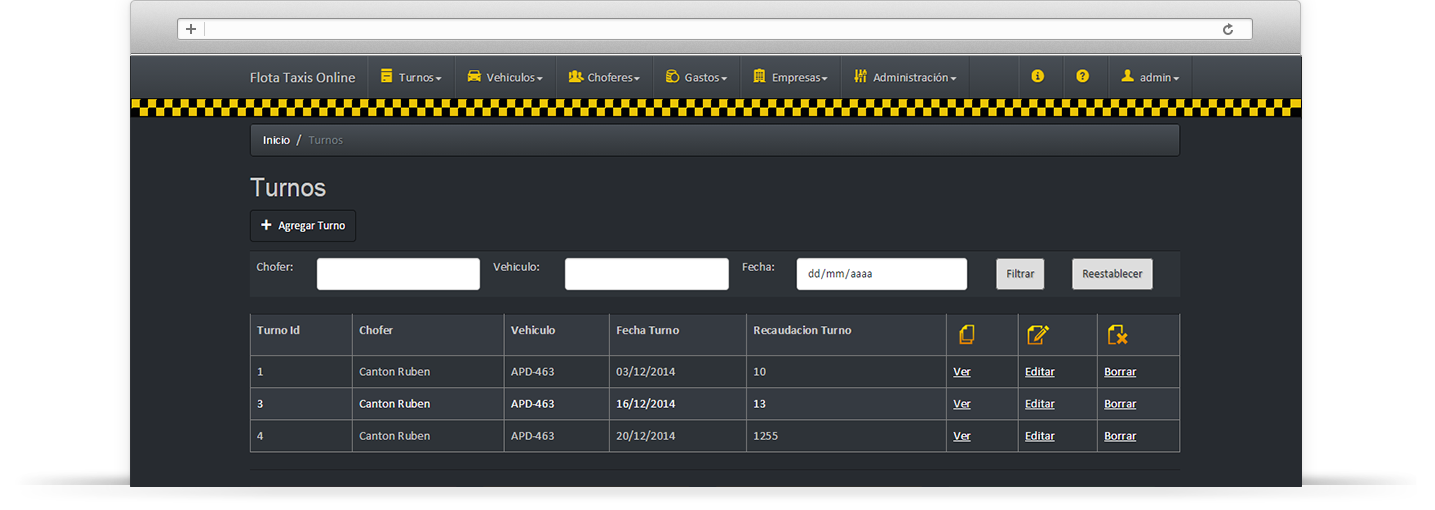 Flota Taxis Online Turnos Vehiculos Choferes Gastos Empresas Administración admin
Inicio / Turnos
Turnos
Agregar Turno
Chofer: Vehiculo: Fecha: dd/mm/aaaa Filtrar Reestablecer
Turno Id Chofer Vehiculo Fecha Turno Recaudacion Turno
1 Canton Ruben APD-463 03/12/2014 10 Ver Editar Borrar
3 Canton Ruben APD-463 16/12/2014 13 Ver Editar Borrar
4 Canton Ruben APD-463 20/12/2014 1255 Ver Editar Borrar